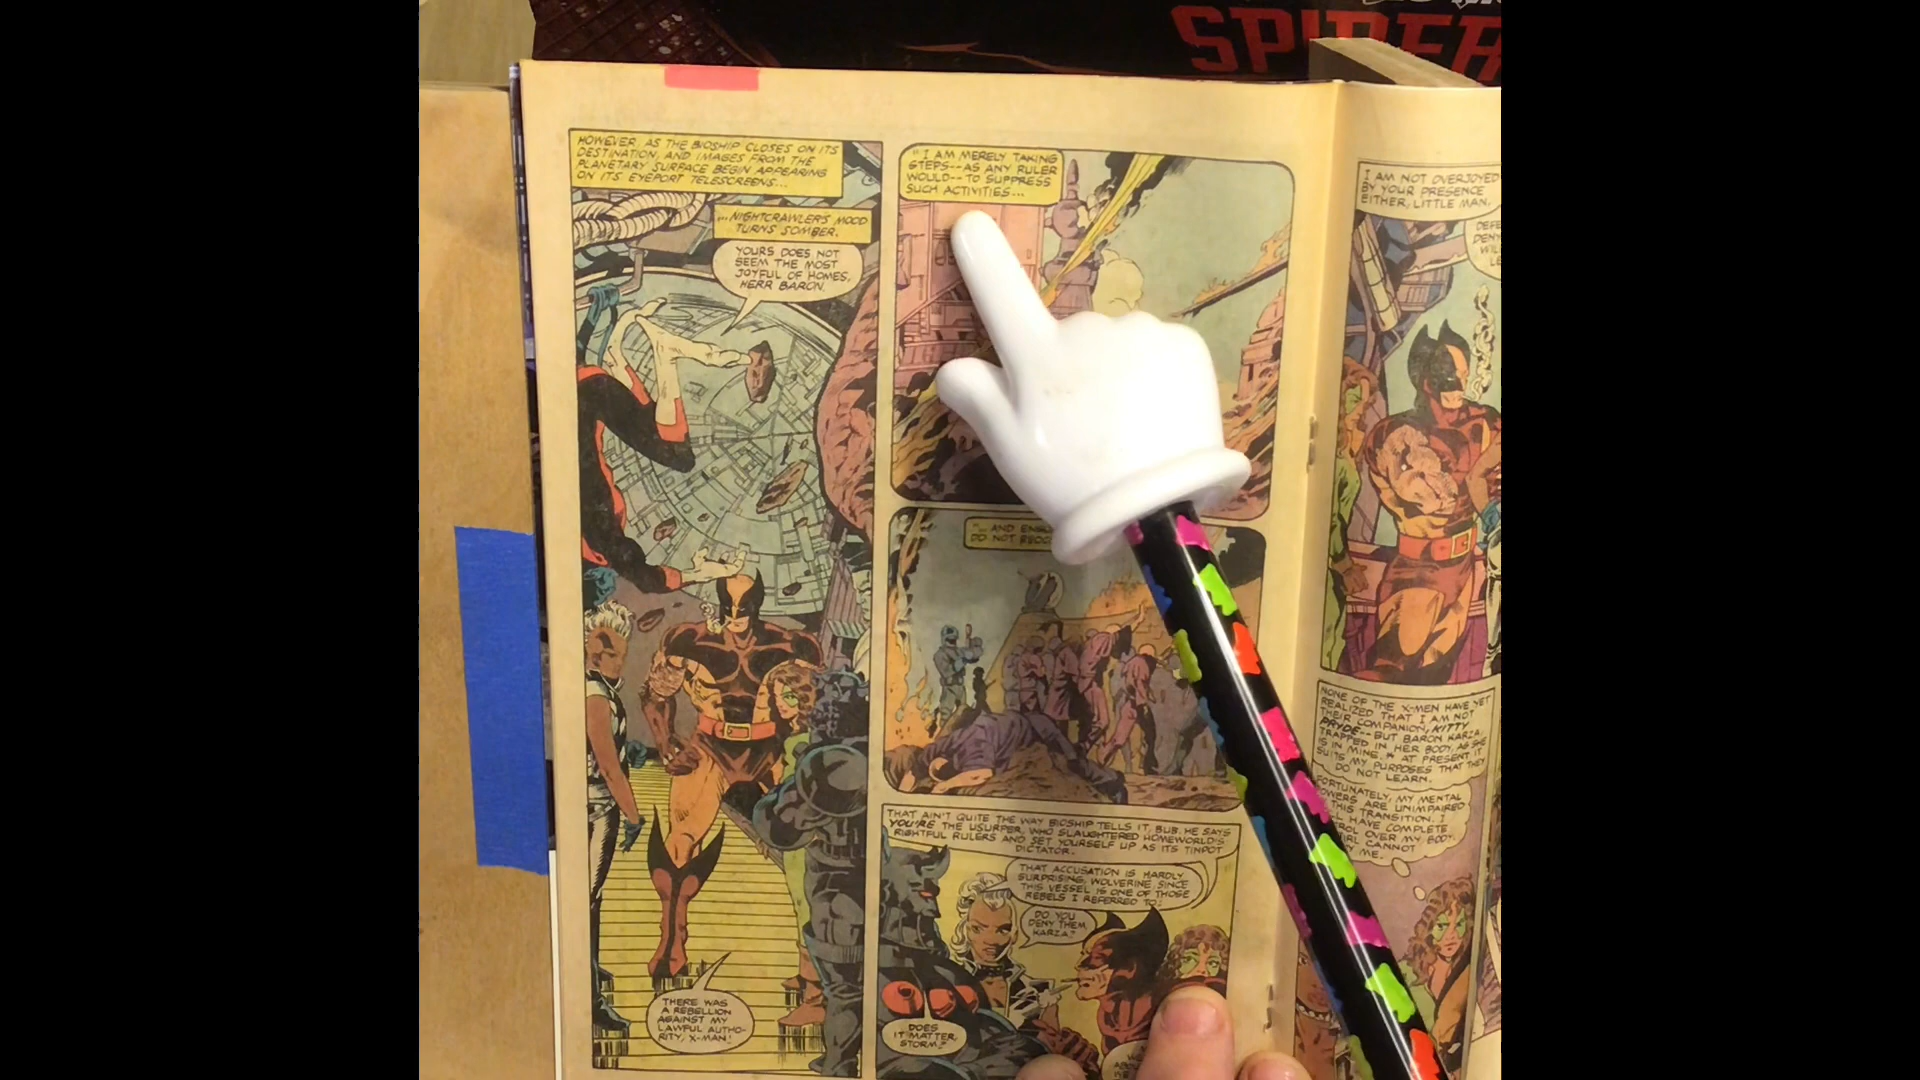 SPIDER
HOWEVER, AS THE BIOSHIP CLOSES ON ITS
DESTINATION, AND IMAGES FROM THE
PLANETARY SURFACE BEGIN APPEARING
ON ITS EYEPORT TELESCREENS...
...NIGHTCRAWLER'S MOOD
TURNS SOMBER.
YOURS DOES NOT
SEEM THE MOST
JOYFUL OF HOMES,
HERR BARON.
THERE WAS
A REBELLION
AGAINST MY
LAWFUL AUTHO-
RITY, X-MAN!
"I AM MERELY TAKING
STEPS--AS ANY RULER
WOULD--TO SUPPRESS
SUCH ACTIVITIES...
"... AND
DO NOT
THAT AIN'T QUITE THE WAY BIOSHIP TELLS IT, BUB. HE SAYS
YOU'RE THE USURPER, WHO SLAUGHTERED HOMEWORLD'S
RIGHTFUL RULERS AND SET YOURSELF UP AS ITS TINPOT
DICTATOR.
THAT ACCUSATION IS HARDLY
SURPRISING, WOLVERINE, SINCE
THIS VESSEL IS ONE OF THOSE
REBELS I REFERRED TO.
DO YOU
DENY THEM,
KARZA?
DOES
IT MATTER,
STORM?
I AM NOT OVERJOYED
BY YOUR PRESENCE
EITHER, LITTLE MAN.
NONE OF THE X-MEN HAVE YET
REALIZED THAT I AM NOT
THEIR COMPANION, KITTY
PRYDE--BUT BARON KARZA,
TRAPPED IN HER BODY, AS SHE
IS IN MINE.* AT PRESENT IT
SUITS MY PURPOSES THAT THEY
DO NOT LEARN.
FORTUNATELY, MY MENTAL
POWERS ARE UNIMPAIRED
THIS TRANSITION. I
HAVE COMPLETE
OVER MY BODY.
CANNOT
ME.